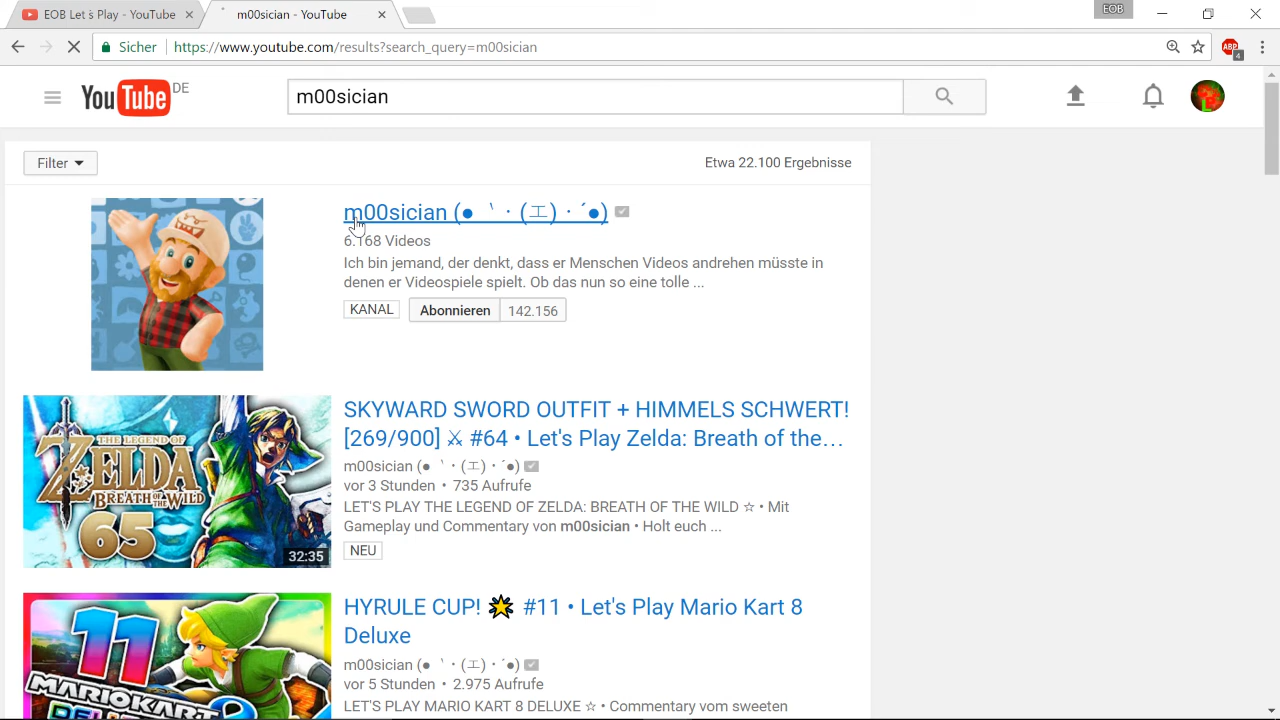 EOB Let s Play - YouTube
m00sician - YouTube
EOB
Sicher
https://www.youtube.com/results?search_query=m00sician
ABP
4
YouTube DE
m00sician
L
Filter
Etwa 22.100 Ergebnisse
m00sician (● ‵・(エ)・´●)
6.168 Videos
Ich bin jemand, der denkt, dass er Menschen Videos andrehen müsste in
denen er Videospiele spielt. Ob das nun so eine tolle ...
KANAL
Abonnieren
142.156
SKYWARD SWORD OUTFIT + HIMMELS SCHWERT!
[269/900] ⚔ #64 • Let's Play Zelda: Breath of the...
m00sician (● ‵・(エ)・´●)
vor 3 Stunden • 735 Aufrufe
LET'S PLAY THE LEGEND OF ZELDA: BREATH OF THE WILD ☆ • Mit
Gameplay und Commentary von m00sician • Holt euch ...
NEU
THE LEGEND OF
ZELDA
BREATH OF THE WILD
65
32:35
HYRULE CUP! 🌟 #11 • Let's Play Mario Kart 8
Deluxe
m00sician (● ‵・(エ)・´●)
vor 5 Stunden • 2.975 Aufrufe
LET'S PLAY MARIO KART 8 DELUXE ☆ • Commentary vom sweeten
11
MARIOKART